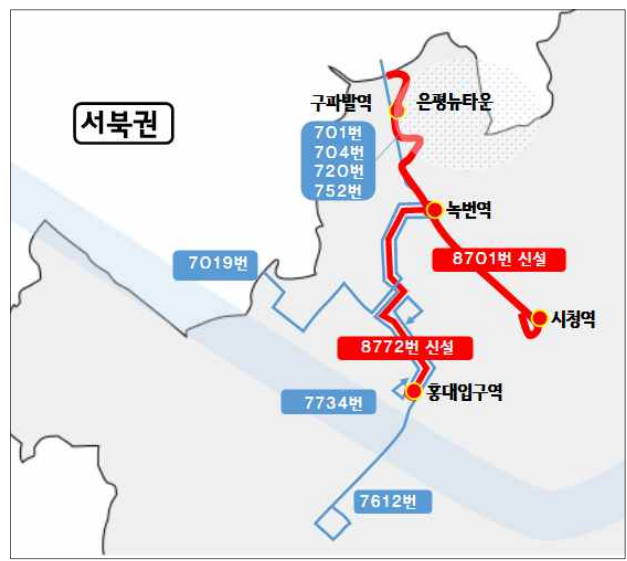 서북권
구파발역
은평뉴타운
701번
704번
720번
752번
녹번역
7019번
8701번 신설
시청역
8772번 신설
홍대입구역
7734번
7612번